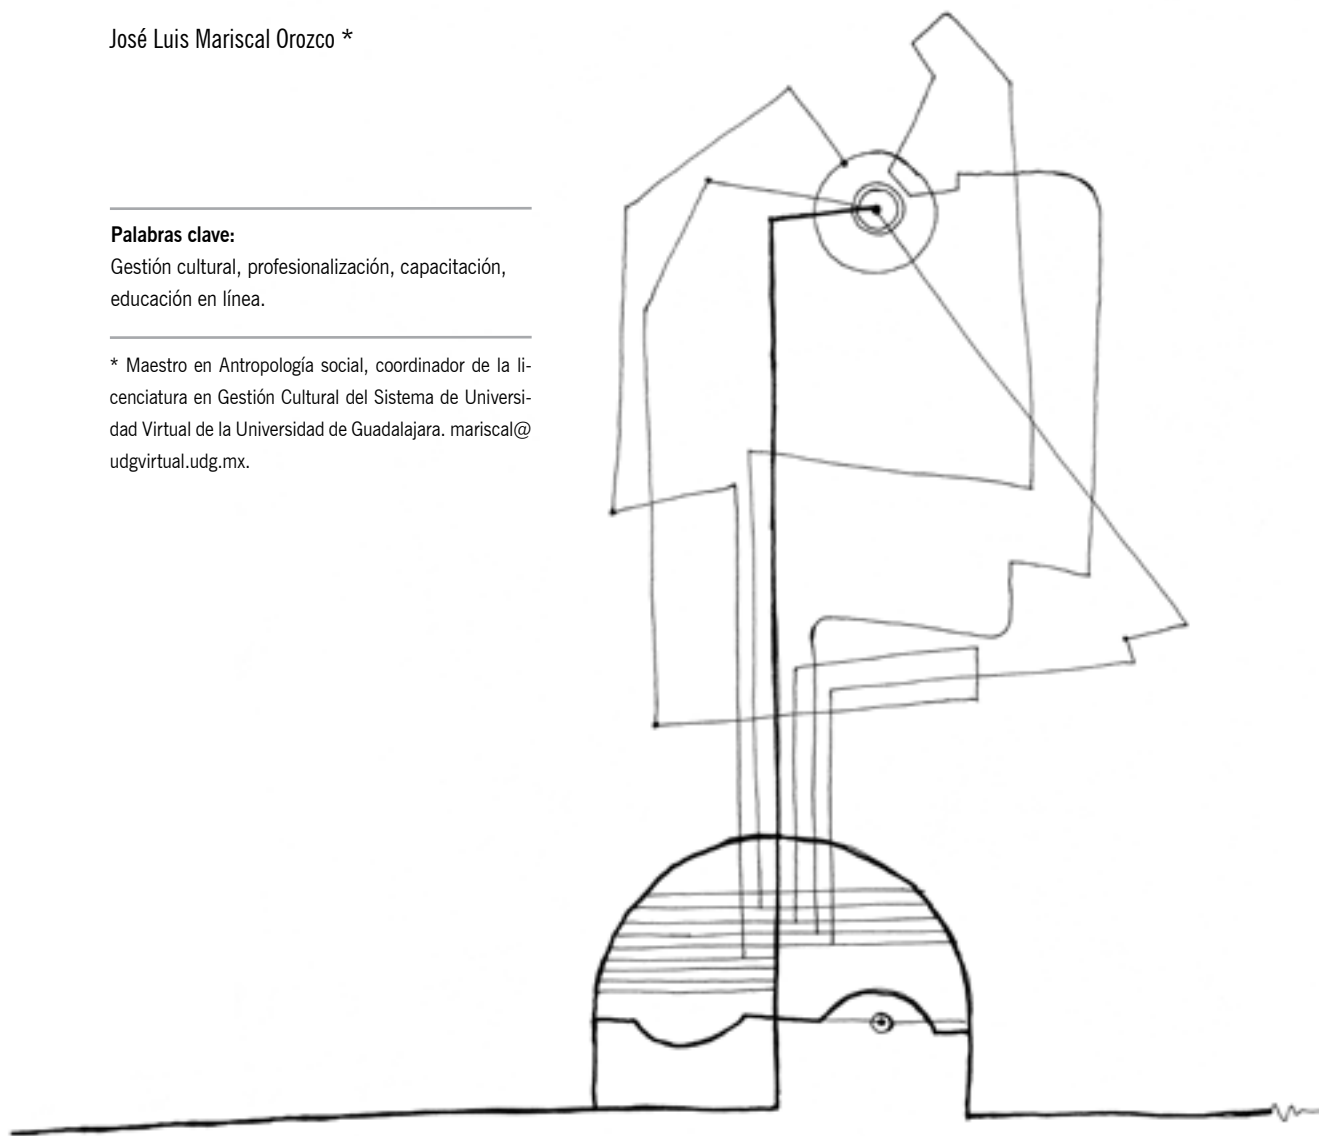 José Luis Mariscal Orozco *
Palabras clave:
Gestión cultural, profesionalización, capacitación,
educación en línea.
* Maestro en Antropología social, coordinador de la li-
cenciatura en Gestión Cultural del Sistema de Universi-
dad Virtual de la Universidad de Guadalajara. mariscal@
udgvirtual.udg.mx.